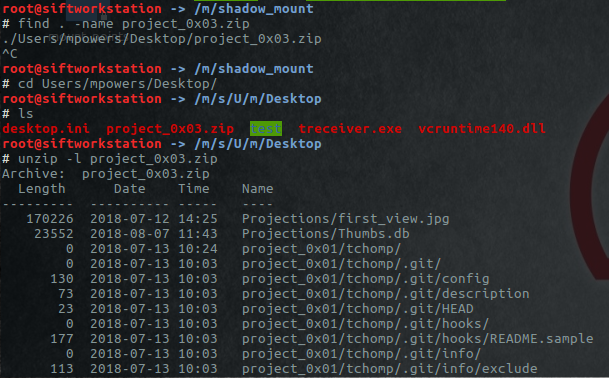 root@siftworkstation -> /m/shadow_mount
# find . -name project_0x03.zip
./Users/mpowers/Desktop/project_0x03.zip
^C
root@siftworkstation -> /m/shadow_mount
# cd Users/mpowers/Desktop/
root@siftworkstation -> /m/s/U/m/Desktop
# ls
desktop.ini project_0x03.zip test treceiver.exe vcruntime140.dll
root@siftworkstation -> /m/s/U/m/Desktop
# unzip -l project_0x03.zip
Archive:  project_0x03.zip
  Length      Date    Time    Name
---------  ---------- -----   ----
   170226  2018-07-12 14:25   Projections/first_view.jpg
    23552  2018-08-07 11:43   Projections/Thumbs.db
        0  2018-07-13 10:24   project_0x01/tchomp/
        0  2018-07-13 10:03   project_0x01/tchomp/.git/
      130  2018-07-13 10:03   project_0x01/tchomp/.git/config
       73  2018-07-13 10:03   project_0x01/tchomp/.git/description
       23  2018-07-13 10:03   project_0x01/tchomp/.git/HEAD
        0  2018-07-13 10:03   project_0x01/tchomp/.git/hooks/
      177  2018-07-13 10:03   project_0x01/tchomp/.git/hooks/README.sample
        0  2018-07-13 10:03   project_0x01/tchomp/.git/info/
      113  2018-07-13 10:03   project_0x01/tchomp/.git/info/exclude